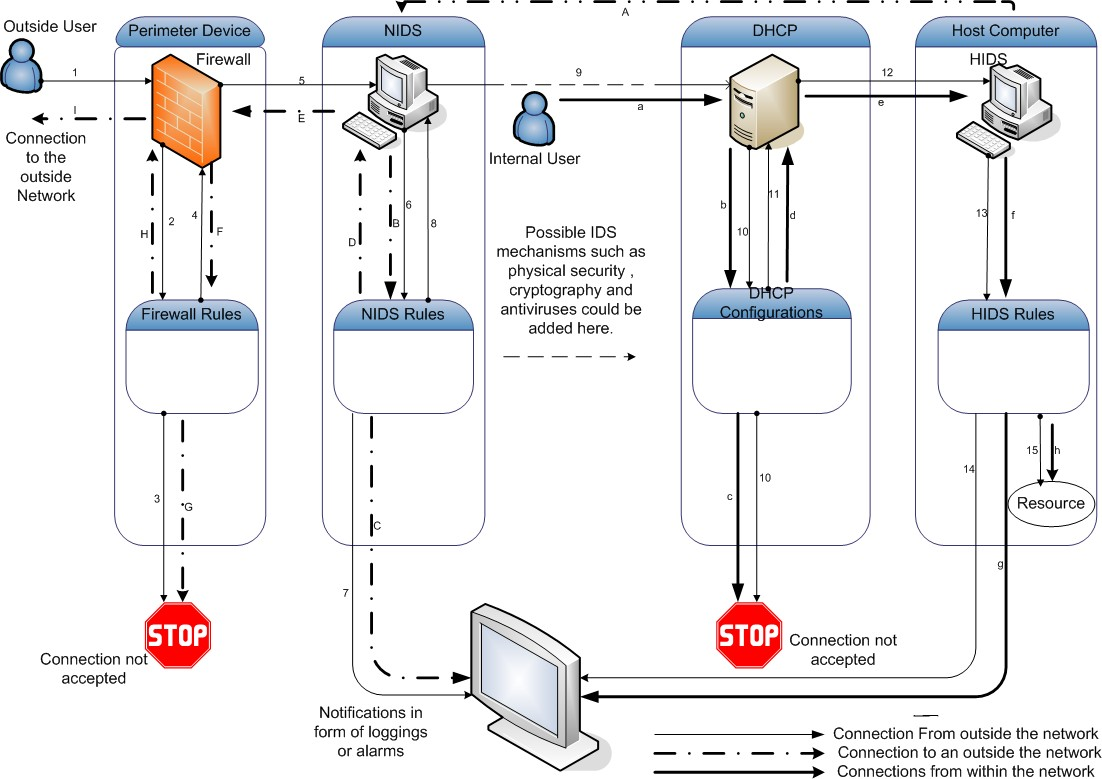 A
Outside User
Perimeter Device
NIDS
DHCP
Host Computer
Firewall
HIDS
1
5
9
12
a
e
I
E
Connection
to the
outside
Network
Internal User
H
2
4
F
D
B
6
8
b
10
11
d
13
f
Possible IDS
mechanisms such as
physical security ,
cryptography and
antiviruses could be
added here.
Firewall Rules
NIDS Rules
DHCP
Configurations
HIDS Rules
3
G
7
C
c
10
14
g
15
h
Resource
STOP
STOP
Connection not
accepted
Connection not
accepted
Notifications in
form of loggings
or alarms
Connection From outside the network
Connection to an outside the network
Connections from within the network